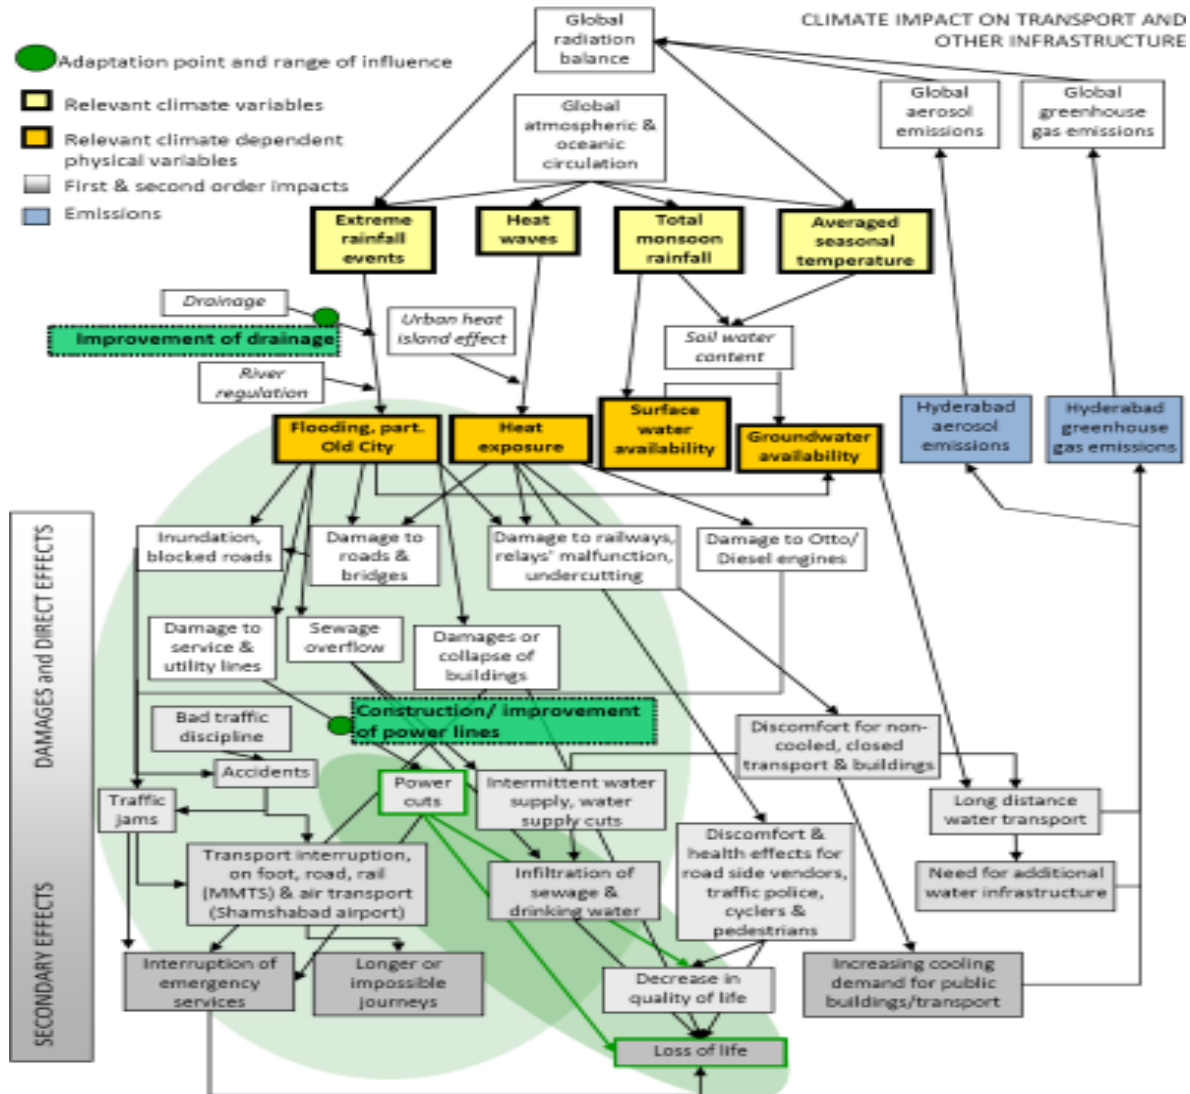 CLIMATE IMPACT ON TRANSPORT AND
OTHER INFRASTRUCTURE
Adaptation point and range of influence
Relevant climate variables
Relevant climate dependent
physical variables
First & second order impacts
Emissions
Global
radiation
balance
Global
atmospheric &
oceanic
circulation
Global
aerosol
emissions
Global
greenhouse
gas emissions
Extreme
rainfall
events
Heat
waves
Total
monsoon
rainfall
Averaged
seasonal
temperature
Drainage
Improvement of drainage
Urban heat
island effect
Soil water
content
River
regulation
Flooding, part.
Old City
Heat
exposure
Surface
water
availability
Groundwater
availability
Hyderabad
aerosol
emissions
Hyderabad
greenhouse
gas emissions
DAMAGES and DIRECT EFFECTS
Inundation,
blocked roads
Damage to
roads &
bridges
Damage to railways,
relays' malfunction,
undercutting
Damage to Otto/
Diesel engines
Damage to
service &
utility lines
Sewage
overflow
Damages or
collapse of
buildings
Construction/ improvement
of power lines
Bad traffic
discipline
Accidents
Discomfort for non-
cooled, closed
transport & buildings
Traffic
jams
Power
cuts
Intermittent water
supply, water
supply cuts
Long distance
water transport
SECONDARY EFFECTS
Transport interruption,
on foot, road, rail
(MMTS) & air transport
(Shamshabad airport)
Infiltration of
sewage &
drinking water
Discomfort &
health effects for
road side vendors,
traffic police,
cyclers &
pedestrians
Need for additional
water infrastructure
Interruption of
emergency
services
Longer or
impossible
journeys
Decrease in
quality of life
Increasing cooling
demand for public
buildings/transport
Loss of life